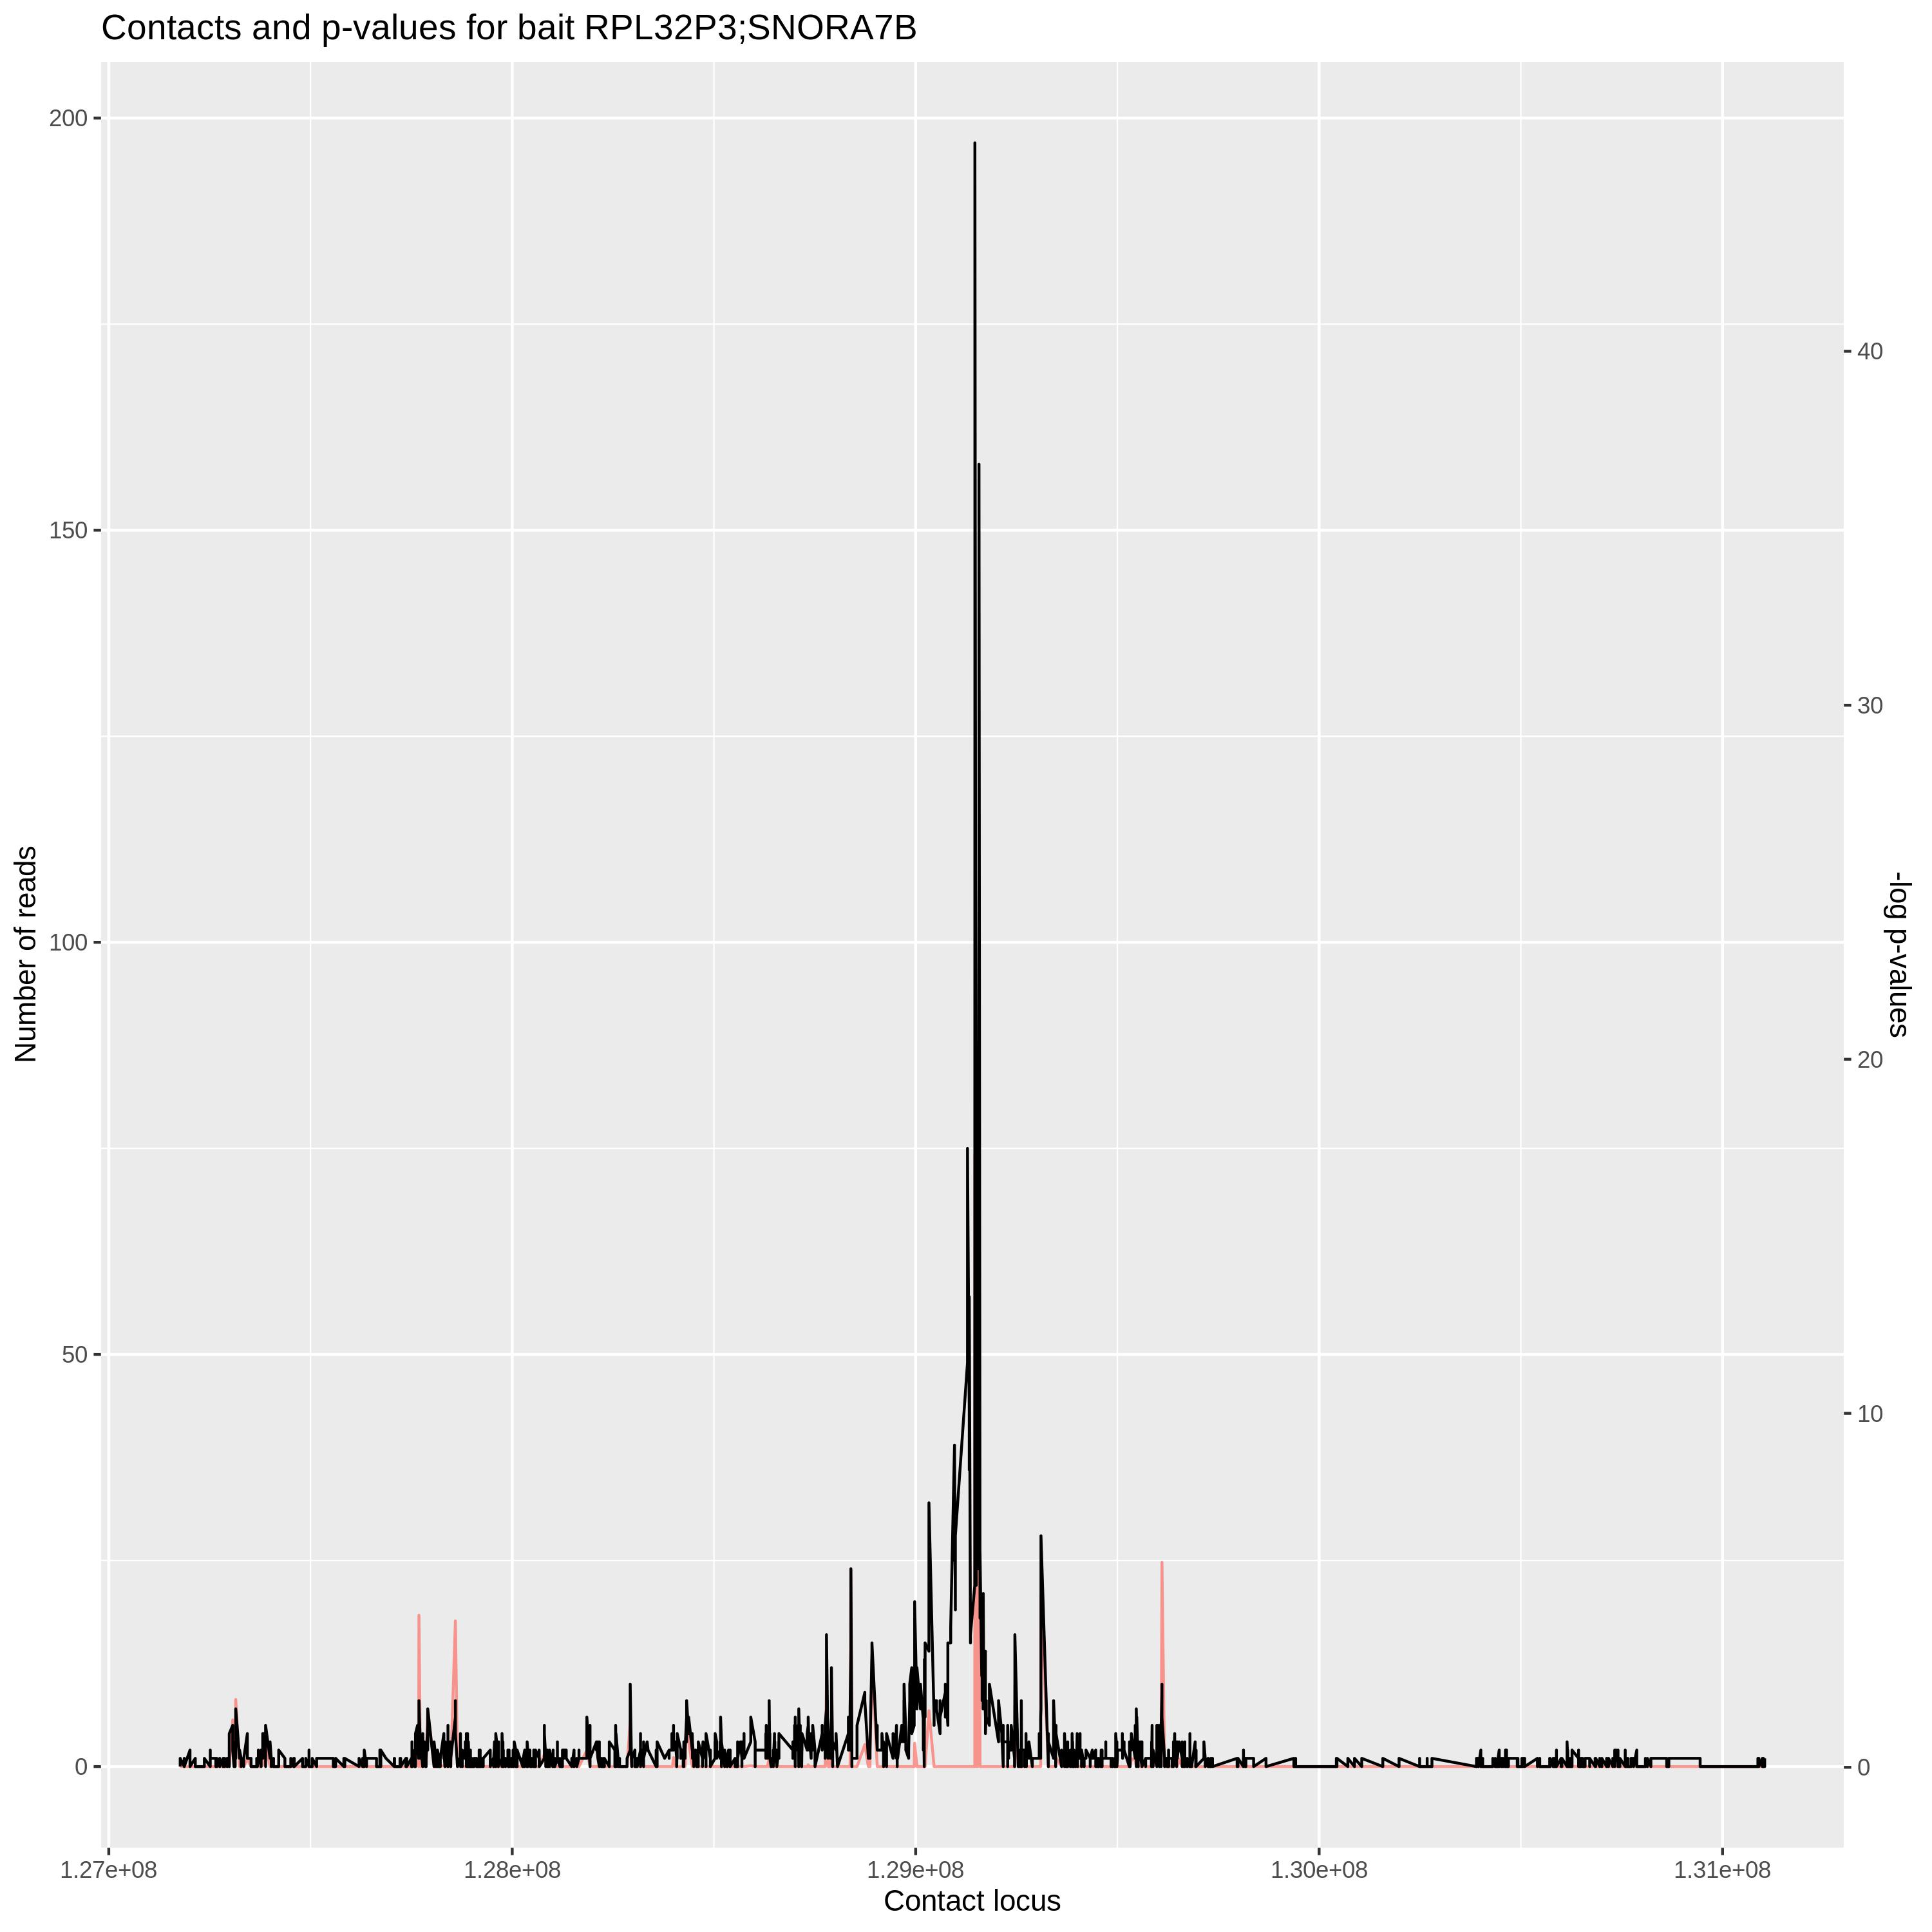 Contacts and p-values for bait RPL32P3;SNORA7B
200
150
100
50
0
Number of reads
40
30
20
10
0
-log p-values
1.27e+08
1.28e+08
1.29e+08
1.30e+08
1.31e+08
Contact locus